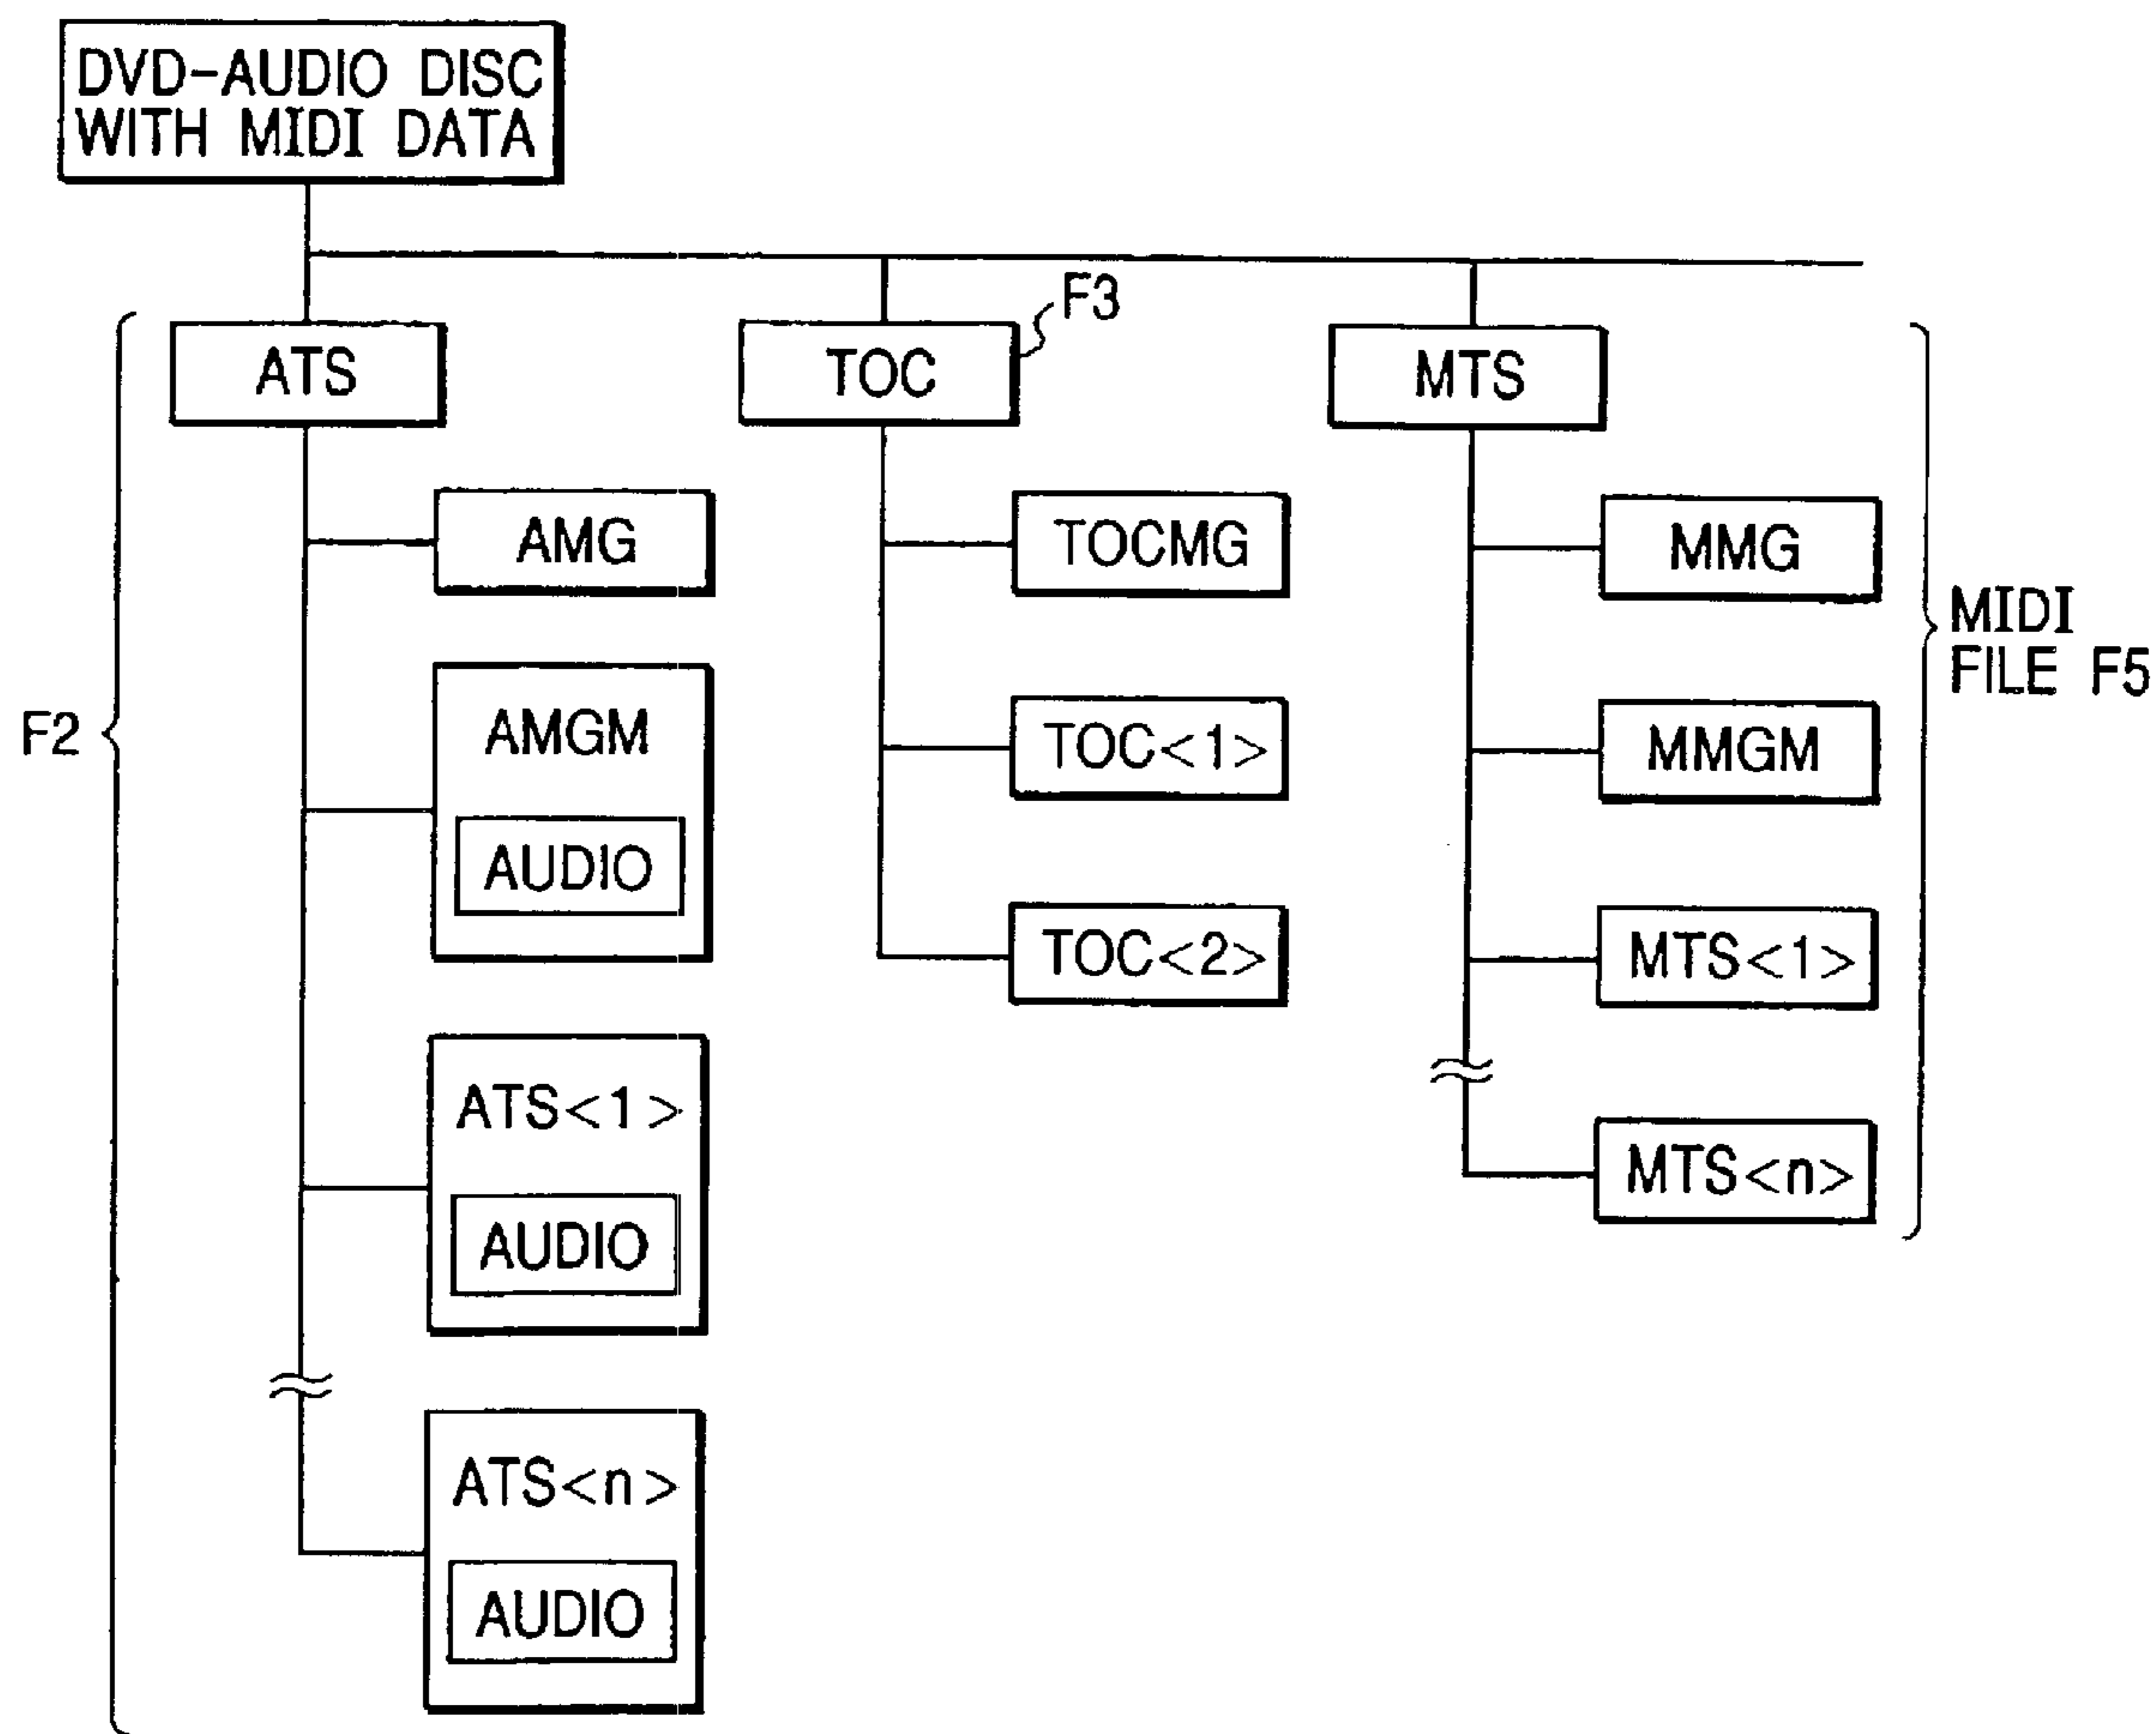 DVD-AUDIO DISC
WITH MIDI DATA
F3
ATS
TOC
MTS
AMG
TOCMG
MMG
MIDI
FILE F5
F2
AMGM
AUDIO
TOC<1>
MMGM
TOC<2>
MTS<1>
ATS<1>
AUDIO
MTS<n>
ATS<n>
AUDIO